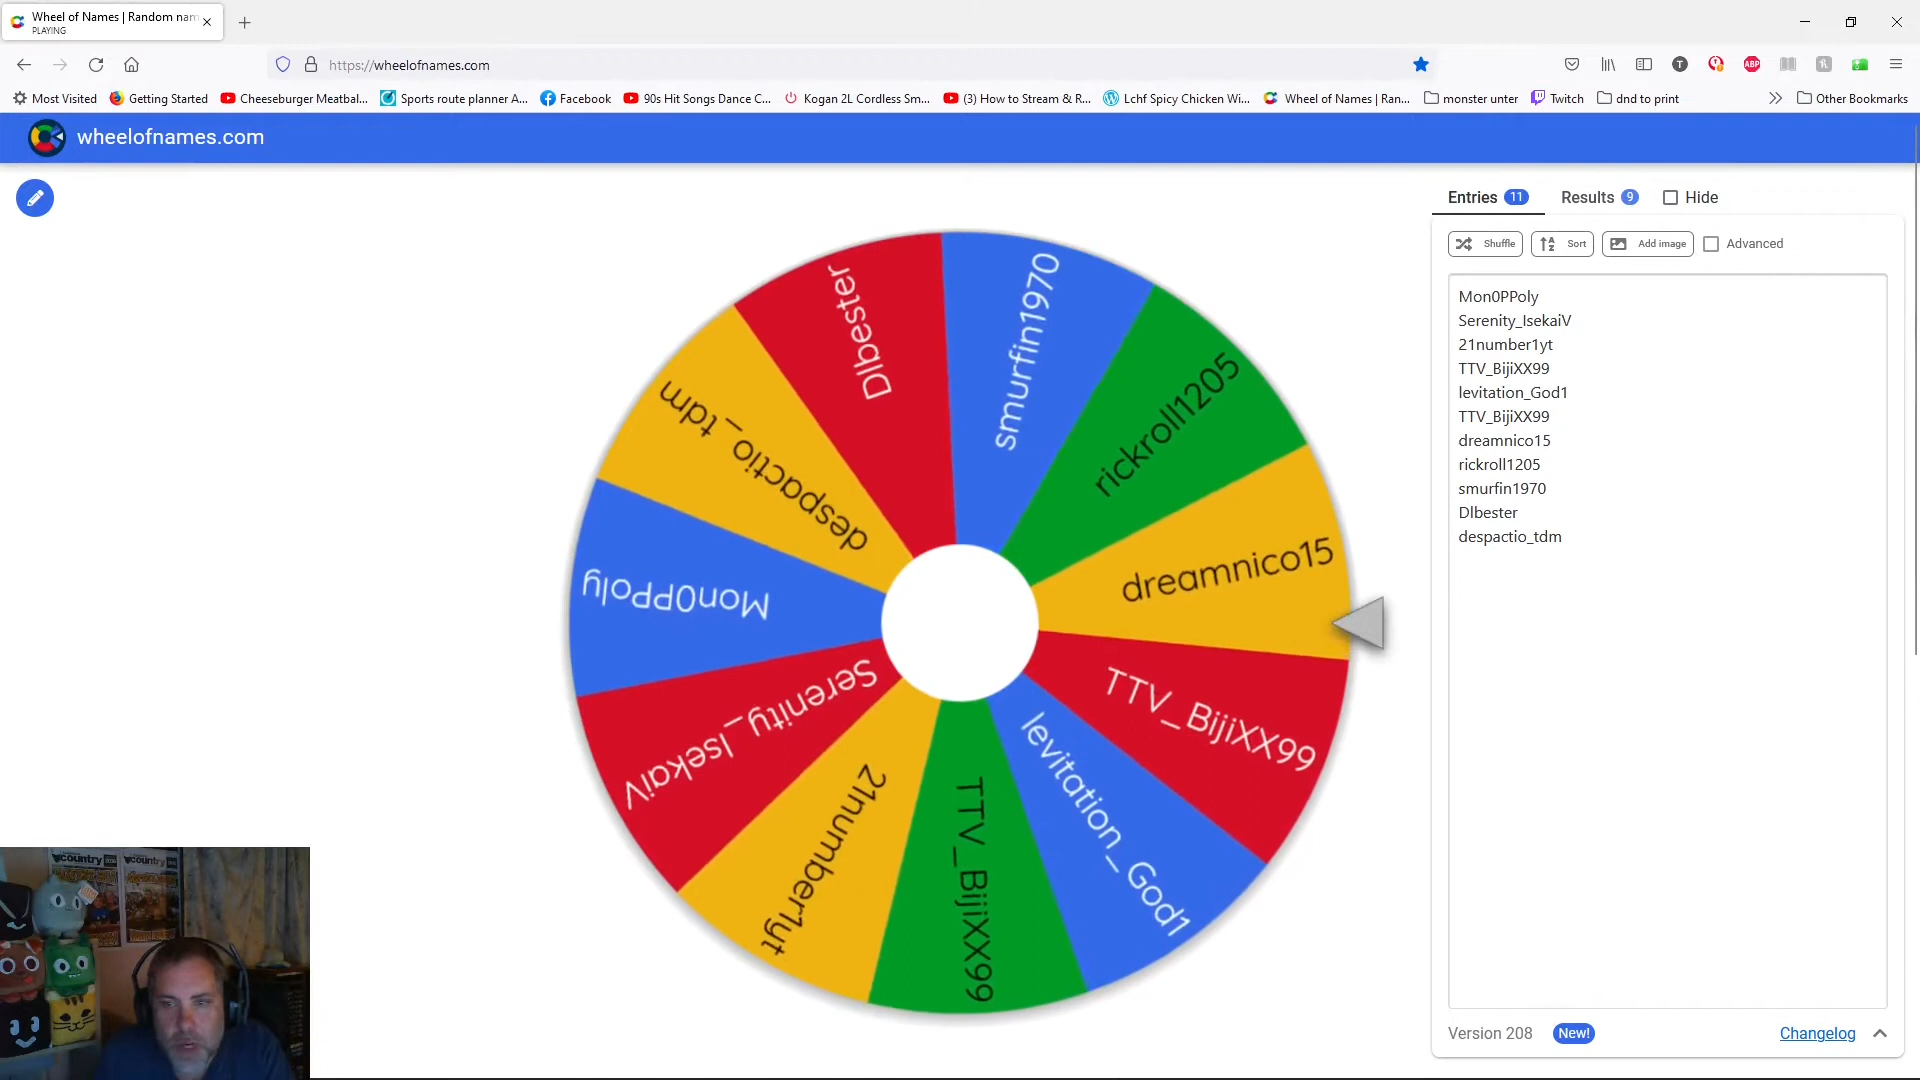 Wheel of Names | Random nam
PLAYING
https://wheelofnames.com
T
ABP
Most Visited
Getting Started
Cheeseburger Meatbal...
Sports route planner A...
Facebook
90s Hit Songs Dance C...
Kogan 2L Cordless Sm...
(3) How to Stream & R...
Lchf Spicy Chicken Wi...
Wheel of Names | Ran...
monster unter
Twitch
dnd to print
Other Bookmarks
wheelofnames.com
Entries 11
Results 9
Hide
Shuffle
Sort
Add image
Advanced
Mon0PPoly
Serenity_IsekaiV
21number1yt
TTV_BijiXX99
levitation_God1
TTV_BijiXX99
dreamnico15
rickroll1205
smurfin1970
Dlbester
despactio_tdm
Dlbester
smurfin1970
rickroll1205
dreamnico15
TTV_BijiXX99
levitation_God1
TTV_BijiXX99
21number1yt
Serenity_IsekaiV
Mon0PPoly
despactio_tdm
country
country
Version 208
New!
Changelog